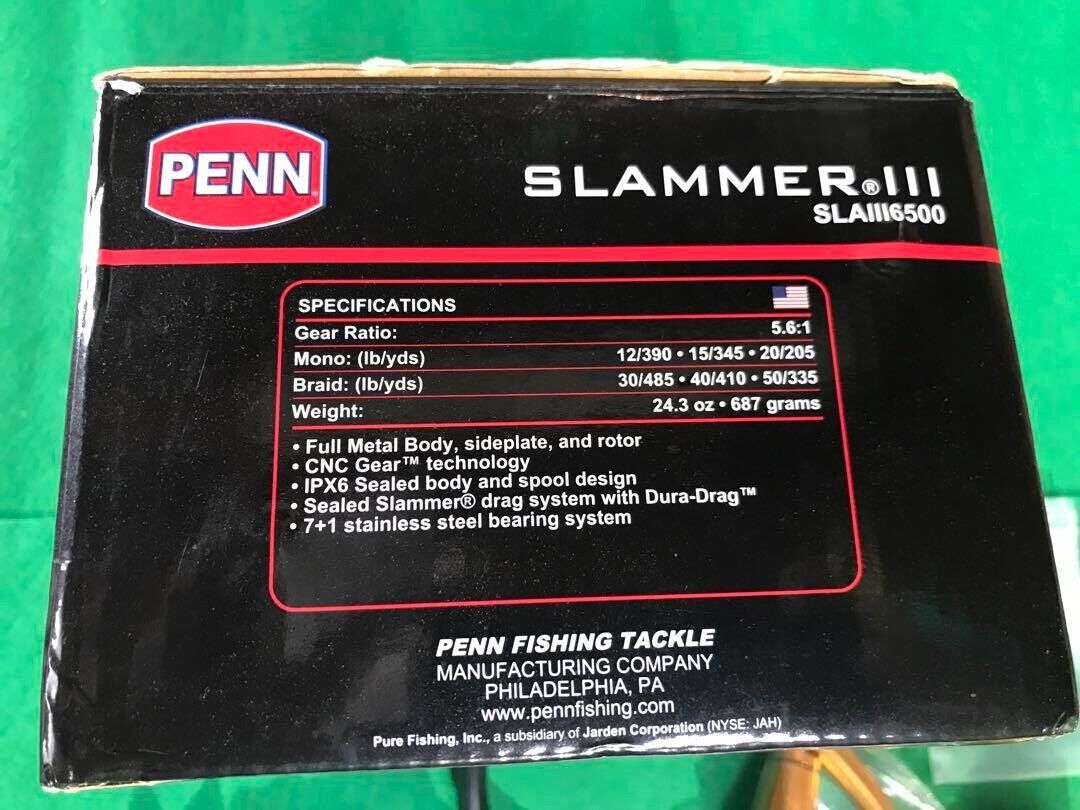 PENN®
SLAMMER®III
SLAIII6500
SPECIFICATIONS
Gear Ratio: 5.6:1
Mono: (lb/yds) 12/390 • 15/345 • 20/205
Braid: (lb/yds) 30/485 • 40/410 • 50/335
Weight: 24.3 oz • 687 grams
• Full Metal Body, sideplate, and rotor
• CNC Gear™ technology
• IPX6 Sealed body and spool design
• Sealed Slammer® drag system with Dura-Drag™
• 7+1 stainless steel bearing system
PENN FISHING TACKLE
MANUFACTURING COMPANY
PHILADELPHIA, PA
www.pennfishing.com
Pure Fishing, Inc., a subsidiary of Jarden Corporation (NYSE: JAH)